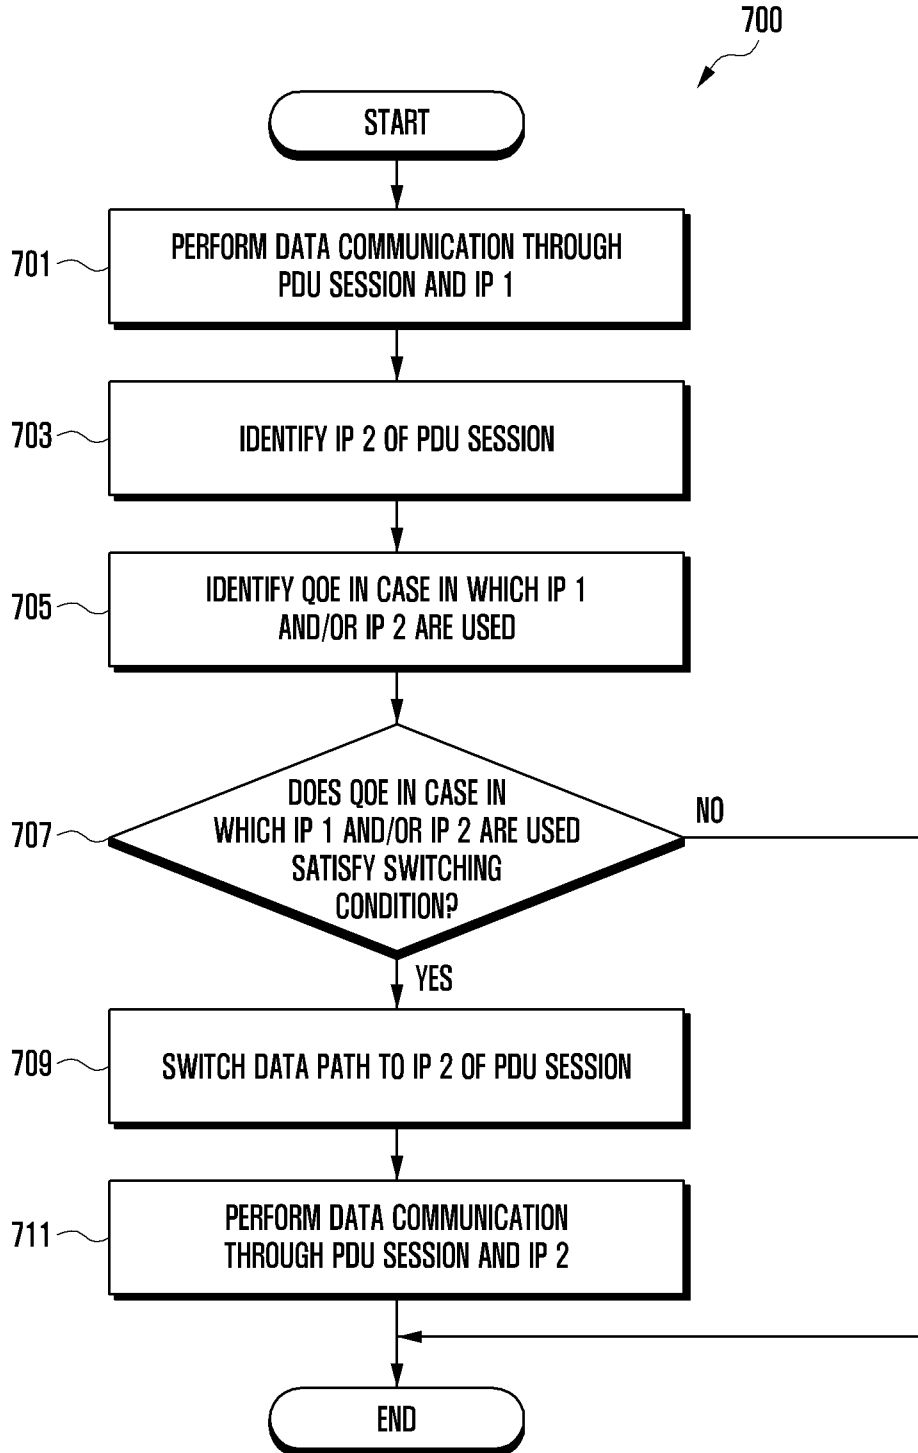 700
START
701
PERFORM DATA COMMUNICATION THROUGH
PDU SESSION AND IP 1
703
IDENTIFY IP 2 OF PDU SESSION
705
IDENTIFY QOE IN CASE IN WHICH IP 1
AND/OR IP 2 ARE USED
707
DOES QOE IN CASE IN
WHICH IP 1 AND/OR IP 2 ARE USED
SATISFY SWITCHING
CONDITION?
NO
YES
709
SWITCH DATA PATH TO IP 2 OF PDU SESSION
711
PERFORM DATA COMMUNICATION
THROUGH PDU SESSION AND IP 2
END